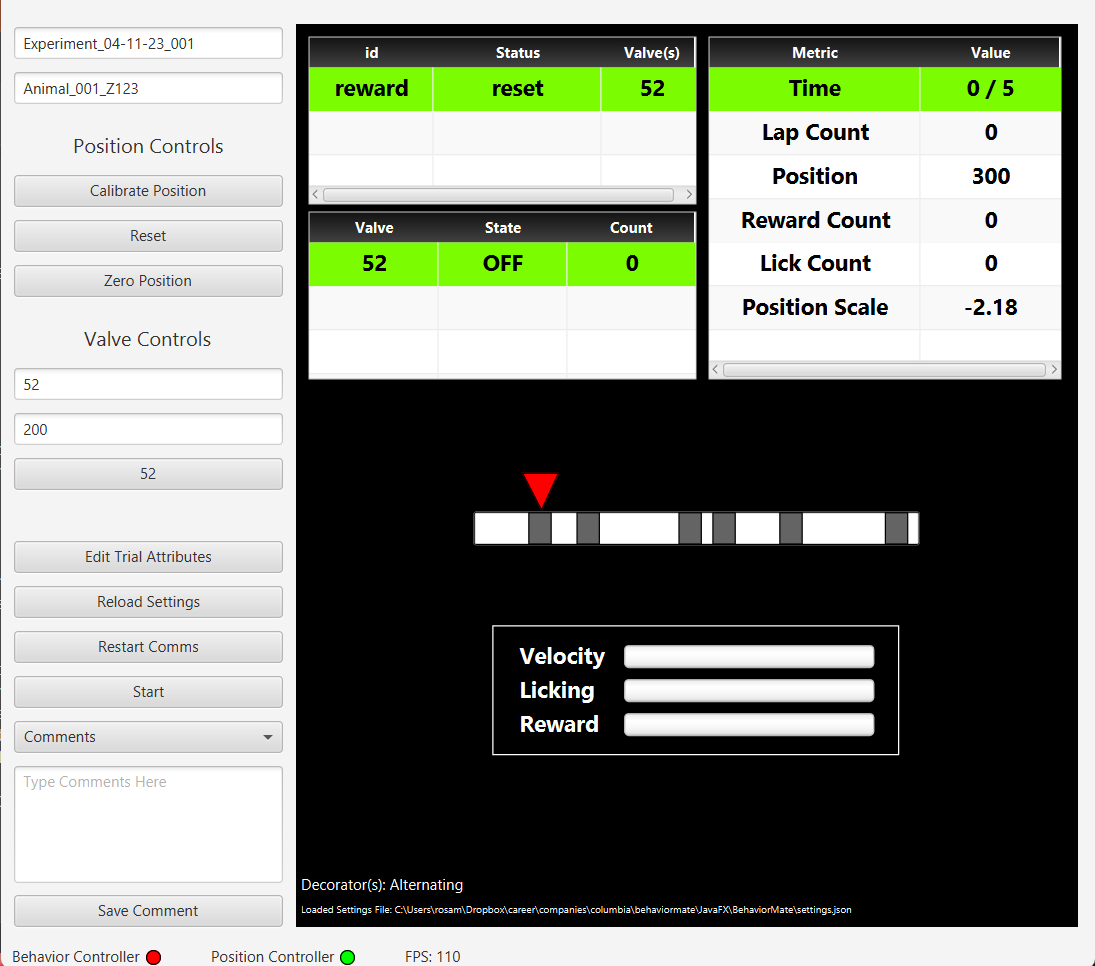 Experiment_04-11-23_001
Animal_001_Z123
Position Controls
Calibrate Position
Reset
Zero Position
Valve Controls
52
200
52
Edit Trial Attributes
Reload Settings
Restart Comms
Start
Comments
Type Comments Here
Save Comment
id Status Valve(s)
reward reset 52
Valve State Count
52 OFF 0
Metric Value
Time 0 / 5
Lap Count 0
Position 300
Reward Count 0
Lick Count 0
Position Scale -2.18
Velocity
Licking
Reward
Decorator(s): Alternating
Loaded Settings File: C:\Users\rosam\Dropbox\career\companies\columbia\behaviormate\JavaFX\BehaviorMate\settings.json
Behavior Controller Position Controller FPS: 110